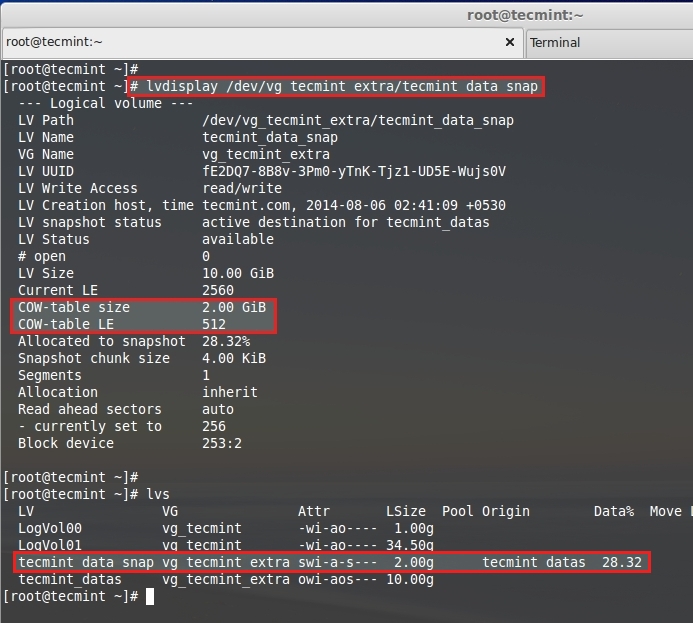 root@tecmint:~
root@tecmint:~ × Terminal
[root@tecmint ~]#
[root@tecmint ~]# lvdisplay /dev/vg_tecmint_extra/tecmint_data_snap
--- Logical volume ---
LV Path /dev/vg_tecmint_extra/tecmint_data_snap
LV Name tecmint_data_snap
VG Name vg_tecmint_extra
LV UUID fE2DQ7-8B8v-3Pm0-yTnK-Tjz1-UD5E-Wujs0V
LV Write Access read/write
LV Creation host, time tecmint.com, 2014-08-06 02:41:09 +0530
LV snapshot status active destination for tecmint_datas
LV Status available
# open 0
LV Size 10.00 GiB
Current LE 2560
COW-table size 2.00 GiB
COW-table LE 512
Allocated to snapshot 28.32%
Snapshot chunk size 4.00 KiB
Segments 1
Allocation inherit
Read ahead sectors auto
- currently set to 256
Block device 253:2
[root@tecmint ~]#
[root@tecmint ~]# lvs
LV VG Attr LSize Pool Origin Data% Move L
LogVol00 vg_tecmint -wi-ao---- 1.00g
LogVol01 vg_tecmint -wi-ao---- 34.50g
tecmint_data_snap vg_tecmint_extra swi-a-s--- 2.00g tecmint_datas 28.32
tecmint_datas vg_tecmint_extra owi-aos--- 10.00g
[root@tecmint ~]#